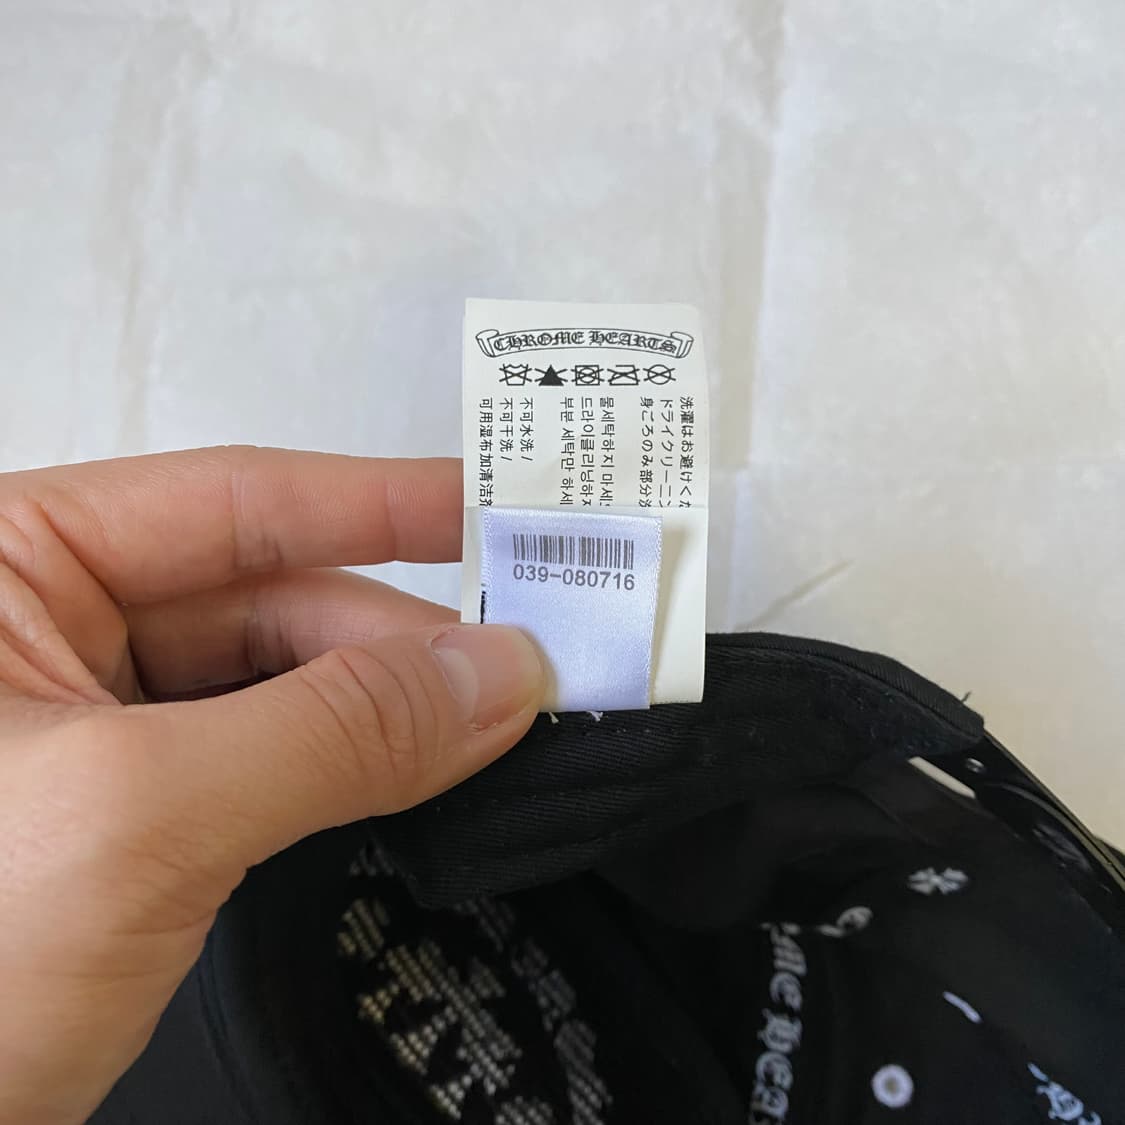 CHROME HEARTS
洗濯はお避けくだ
ドライクリーニン
身ごろのみ部分洗
물세탁하지 마세요
드라이클리닝하지
부분 세탁만 하세
不可水洗/
不可干洗/
可用湿布加清洁剂
039-080716